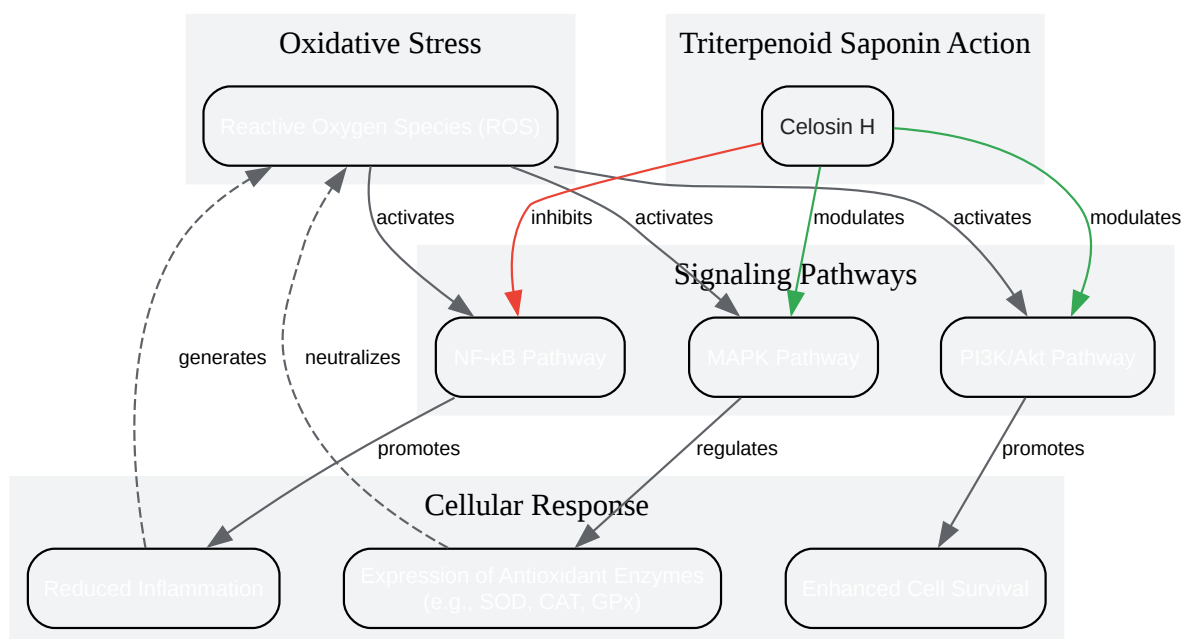 Oxidative Stress
Triterpenoid Saponin Action
Reactive Oxygen Species (ROS)
Celosin H
activates
inhibits
activates
modulates
activates
modulates
Signaling Pathways
NF-κB Pathway
MAPK Pathway
PI3K/Akt Pathway
generates
neutralizes
promotes
regulates
promotes
Cellular Response
Reduced Inflammation
Expression of Antioxidant Enzymes
(e.g., SOD, CAT, GPx)
Enhanced Cell Survival